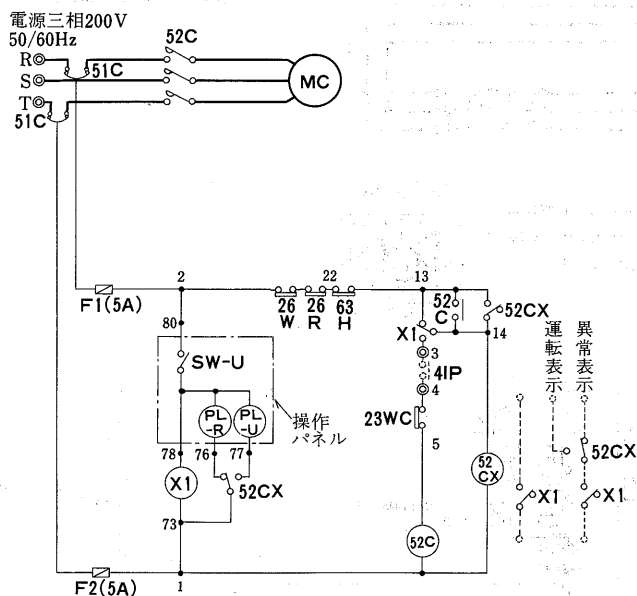 電源三相200V
50/60Hz
52C
R
51C
S
MC
T
51C
2
22
13
F1(5A)
26
W
26
R
63
H
52
C
52CX
80
X1
14
SW-U
3
41P
4
運転表示
異常表示
PL
-R
PL
-U
操作
パネル
23WC
78
76
77
5
52CX
X1
52CX
52
CX
X1
X1
73
52C
F2(5A)
1